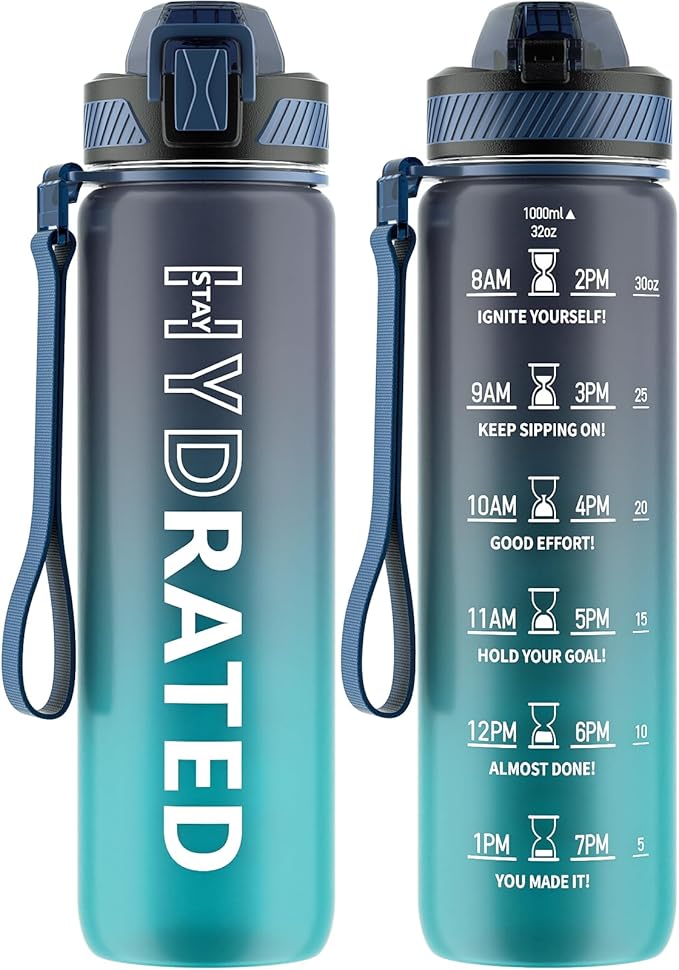 STAY
HYDRATED
1000ml▲
32oz
8AM 2PM 30oz
IGNITE YOURSELF!
9AM 3PM 25
KEEP SIPPING ON!
10AM 4PM 20
GOOD EFFORT!
11AM 5PM 15
HOLD YOUR GOAL!
12PM 6PM 10
ALMOST DONE!
1PM 7PM 5
YOU MADE IT!